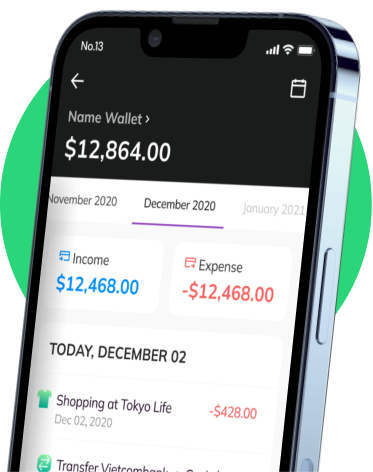 No.13
Name Wallet ›
$12,864.00
November 2020 December 2020 January 2021
Income
$12,468.00
Expense
-$12,468.00
TODAY, DECEMBER 02
Shopping at Tokyo Life -$428.00
Dec 02, 2020
Transfer Vietcombank